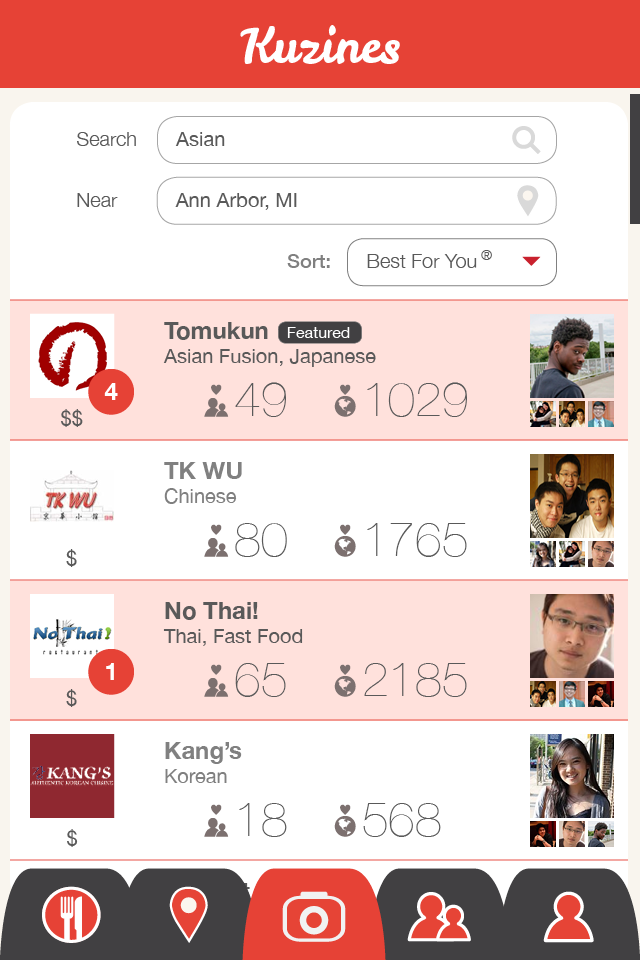 Kuzines
Search Asian
Near Ann Arbor, MI
Sort: Best For You®
Tomukun Featured
Asian Fusion, Japanese
4
$$
49 1029
TK WU
TK WU
Chinese
$
80 1765
No Thai!
No Thai!
restaurant
Thai, Fast Food
1
$
65 2185
Kang's
KANG'S
AUTHENTIC KOREAN CUISINE
Korean
$
18 568